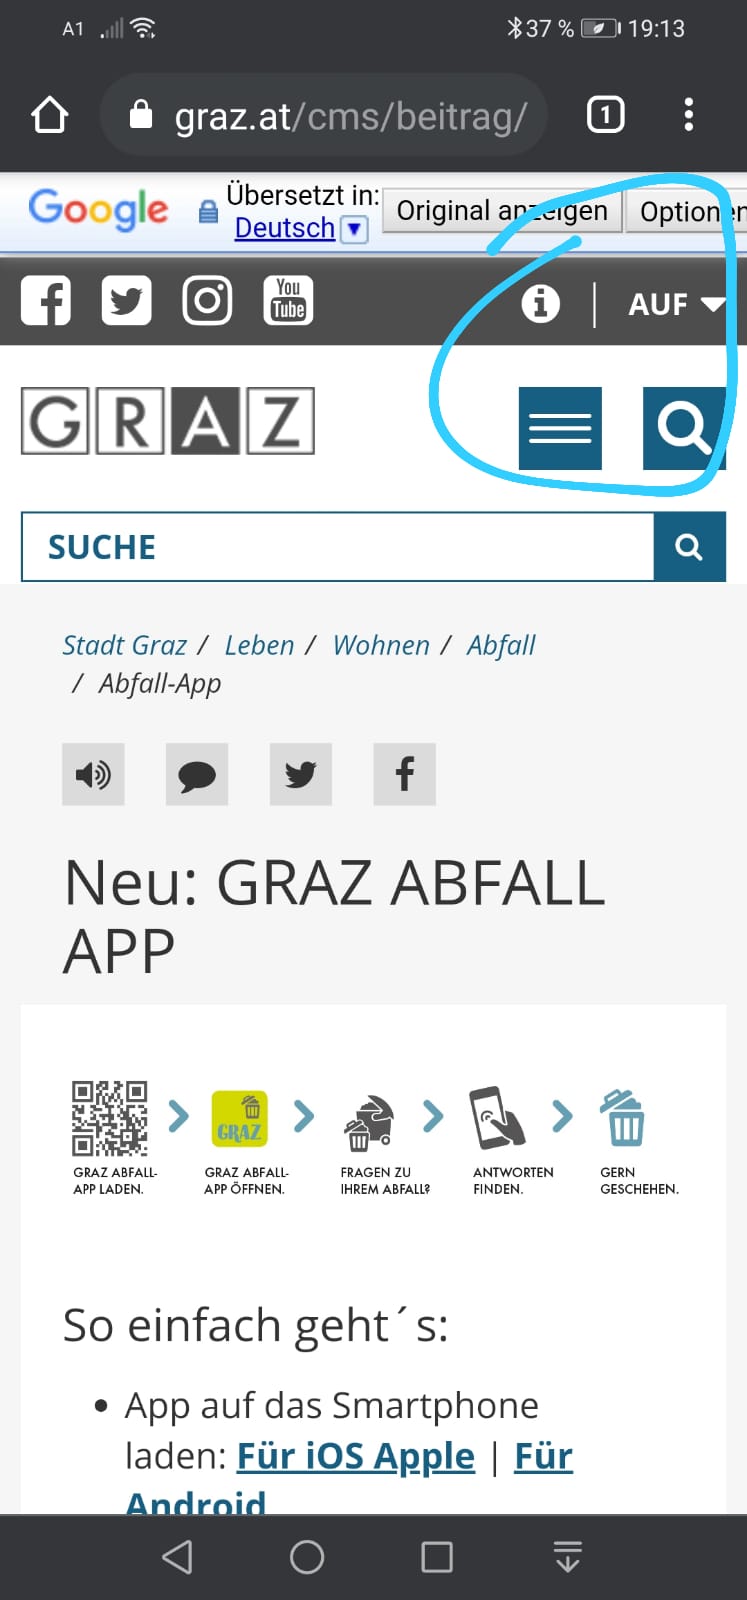 A1 37 % 19:13
graz.at/cms/beitrag/ 1
Google Übersetzt in: Deutsch Original anzeigen Optionen
You
Tube
AUF
GRAZ
SUCHE
Stadt Graz / Leben / Wohnen / Abfall
/ Abfall-App
Neu: GRAZ ABFALL
APP
GRAZ
GRAZ ABFALL-
APP LADEN.
GRAZ ABFALL-
APP ÖFFNEN.
FRAGEN ZU
IHREM ABFALL?
ANTWORTEN
FINDEN.
GERN
GESCHEHEN.
So einfach geht´s:
• App auf das Smartphone
laden: Für iOS Apple | Für
Android